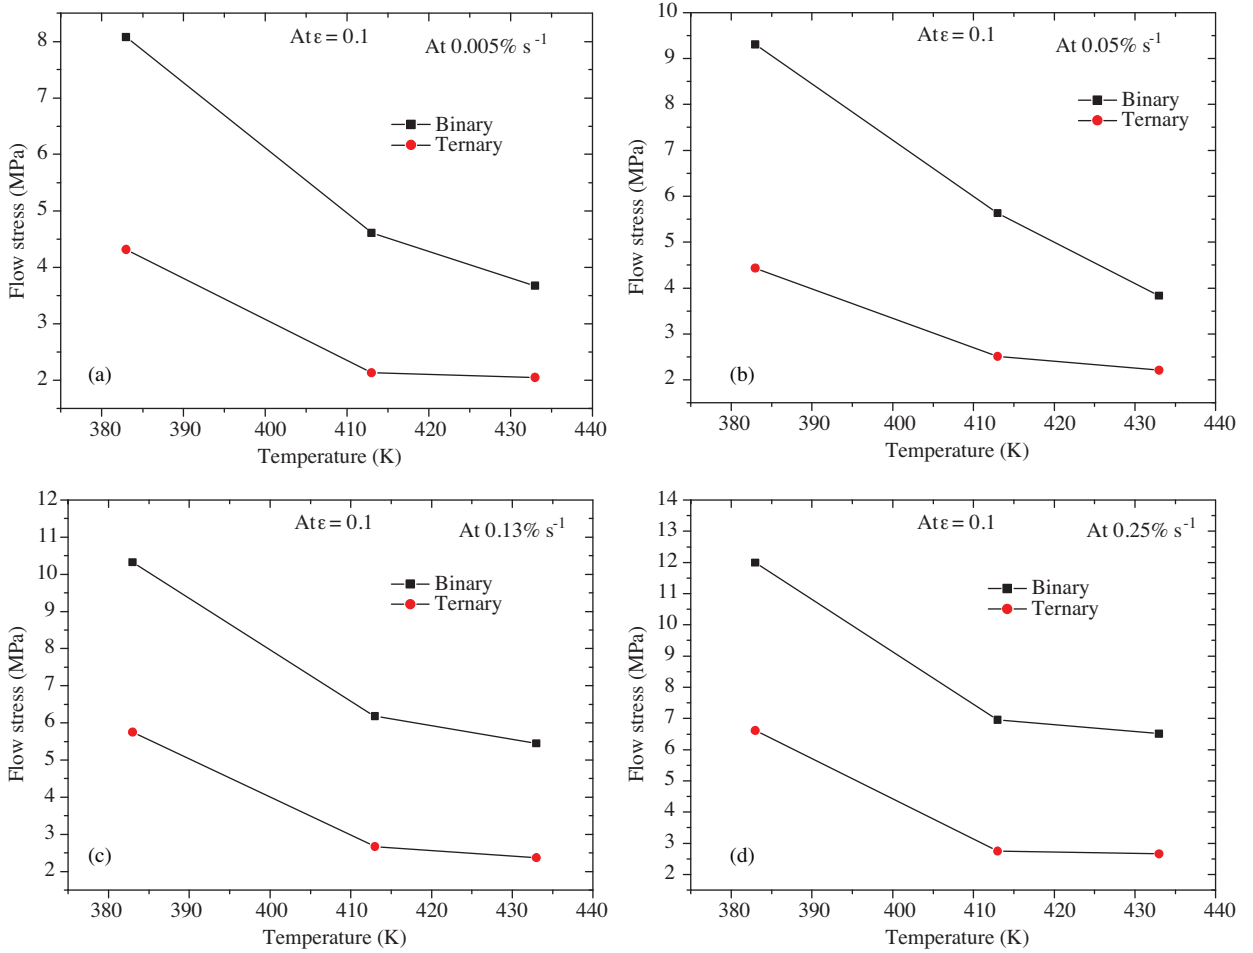 At ε = 0.1
At 0.005% s⁻¹
8
7
6
5
4
3
2
Flow stress (MPa)
Binary
Ternary
(a)
380
390
400
410
420
430
440
Temperature (K)
At ε = 0.1
At 0.05% s⁻¹
10
9
8
7
6
5
4
3
2
Flow stress (MPa)
Binary
Ternary
(b)
380
390
400
410
420
430
440
Temperature (K)
At ε = 0.1
At 0.13% s⁻¹
12
11
10
9
8
7
6
5
4
3
2
Flow stress (MPa)
Binary
Ternary
(c)
380
390
400
410
420
430
440
Temperature (K)
At ε = 0.1
At 0.25% s⁻¹
14
13
12
11
10
9
8
7
6
5
4
3
2
Flow stress (MPa)
Binary
Ternary
(d)
380
390
400
410
420
430
440
Temperature (K)